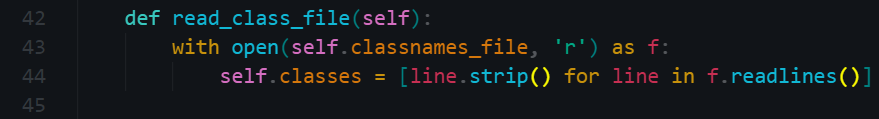 42 def read_class_file(self):
43 with open(self.classnames_file, 'r') as f:
44 self.classes = [line.strip() for line in f.readlines()]
45